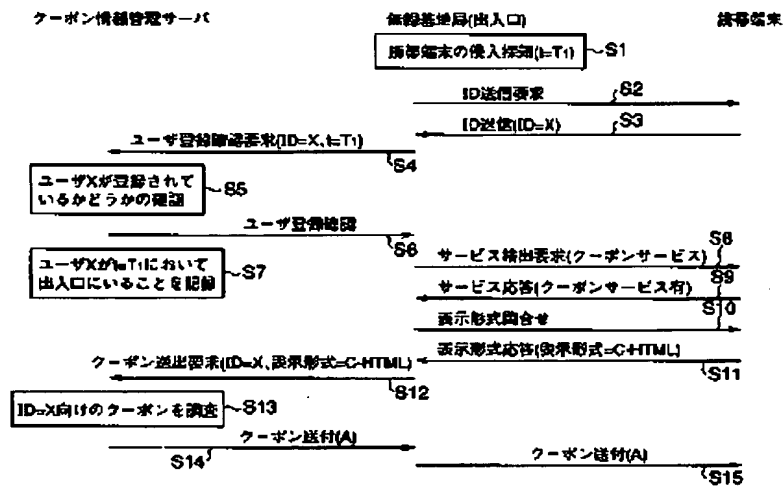 クーポン情報管理サーバ
無線基地局(出入口)
携帯端末
携帯端末の侵入探知(t=T1)
S1
ID送信要求
S2
ID送信(ID=X)
S3
ユーザ登録確認要求(ID=X, t=T1)
S4
ユーザXが登録されて
いるかどうかの確認
S5
ユーザ登録確認
S6
ユーザXがt=T1において
出入口にいることを記録
S7
サービス検出要求(クーポンサービス)
S8
サービス応答(クーポンサービス有)
S9
表示形式問合せ
S10
表示形式応答(表示形式=C-HTML)
S11
クーポン送出要求(ID=X, 表示形式=C-HTML)
S12
ID=X向けのクーポンを調査
S13
クーポン送付(A)
S14
クーポン送付(A)
S15